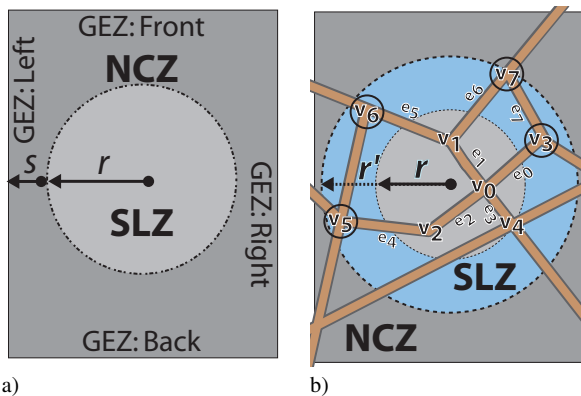 GEZ: Front
NCZ
GEZ: Left
s
r
SLZ
GEZ: Right
GEZ: Back
a)
v7
e6
v6
e5
e7
v1
v3
e1
e0
r'
r
v0
e2
e3
v5
v2
v4
e4
SLZ
NCZ
b)